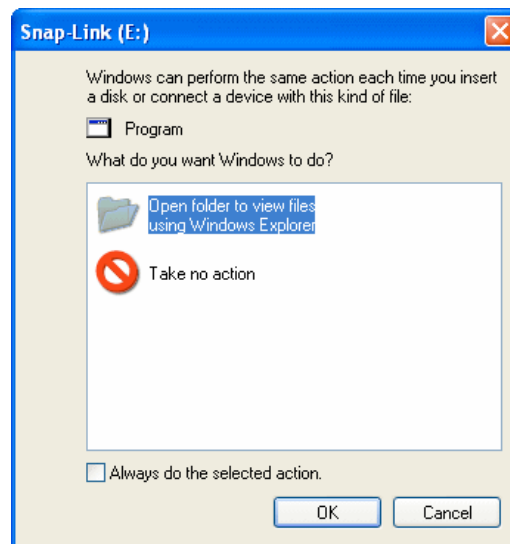 Snap-Link (E:)
Windows can perform the same action each time you insert
a disk or connect a device with this kind of file:
Program
What do you want Windows to do?
Open folder to view files
using Windows Explorer
Take no action
Always do the selected action.
OK
Cancel